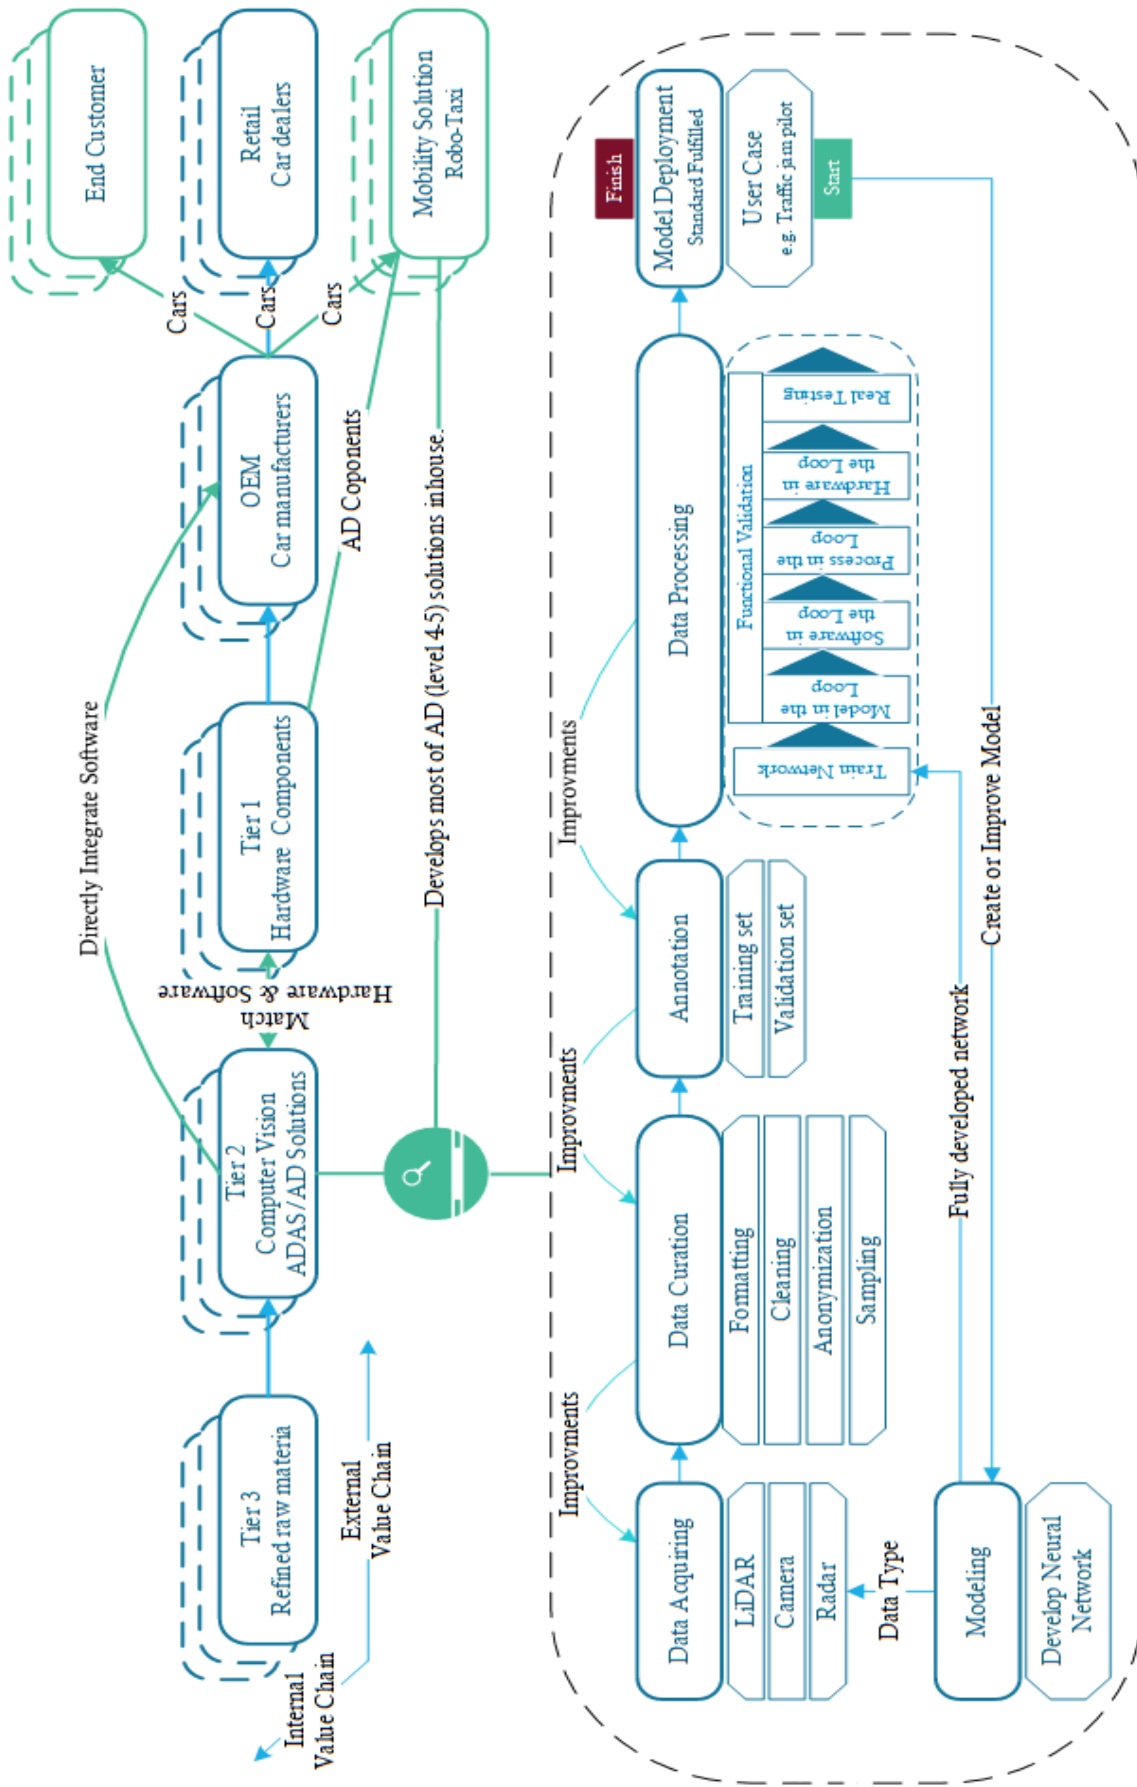 End Customer
Retail
Car dealers
Mobility Solution
Robo-Taxi
Cars
Cars
Cars
OEM
Car manufacturers
AD Coponents
Directly Integrate Software
Tier 1
Hardware Components
Match
Hardware & Software
Tier 2
Computer Vision
ADAS/AD Solutions
Develops most of AD (level 4-5) solutions inhouse.
Tier 3
Refined raw materia
External
Value Chain
Internal
Value Chain
Finish
Model Deployment
Standard Fulfilled
User Case
e.g. Traffic jam pilot
Start
Data Processing
Functional Validation
Real Testing
Hardware in
the Loop
Process in the
Loop
Software in
the Loop
Model in the
Loop
Train Network
Improvments
Annotation
Training set
Validation set
Improvments
Data Curation
Formatting
Cleaning
Anonymization
Sampling
Improvments
Data Acquiring
LiDAR
Camera
Radar
Data Type
Modeling
Develop Neural
Network
Fully developed network
Create or Improve Model